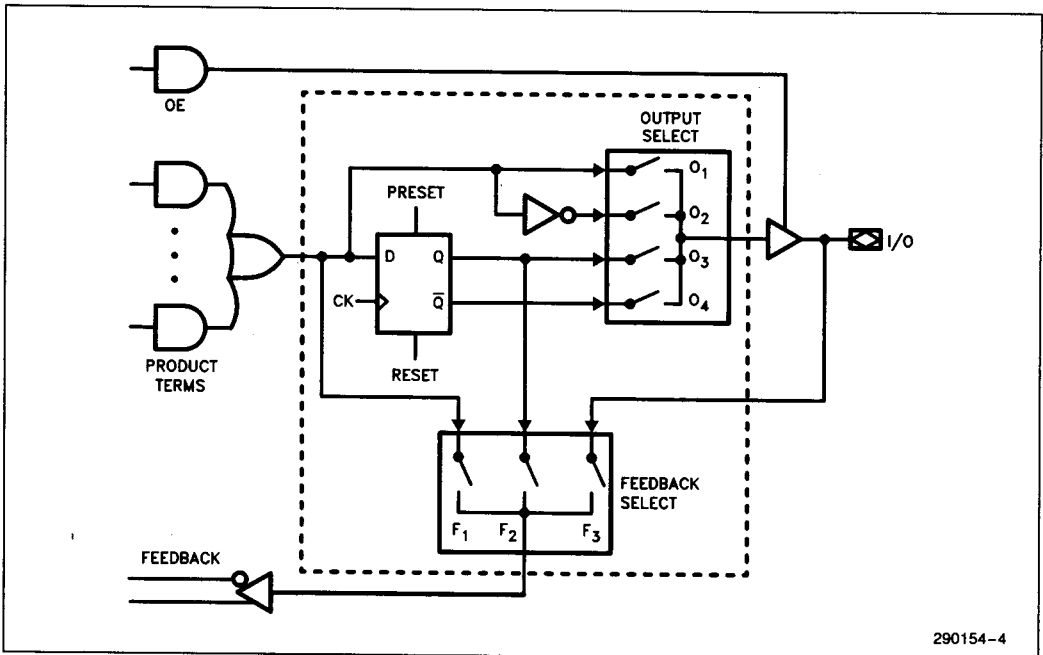 OE
OUTPUT
SELECT
O1
PRESET
O2
D Q
I/O
O3
CK
Q̅
O4
PRODUCT
TERMS
RESET
FEEDBACK
SELECT
F1 F2 F3
FEEDBACK
290154-4